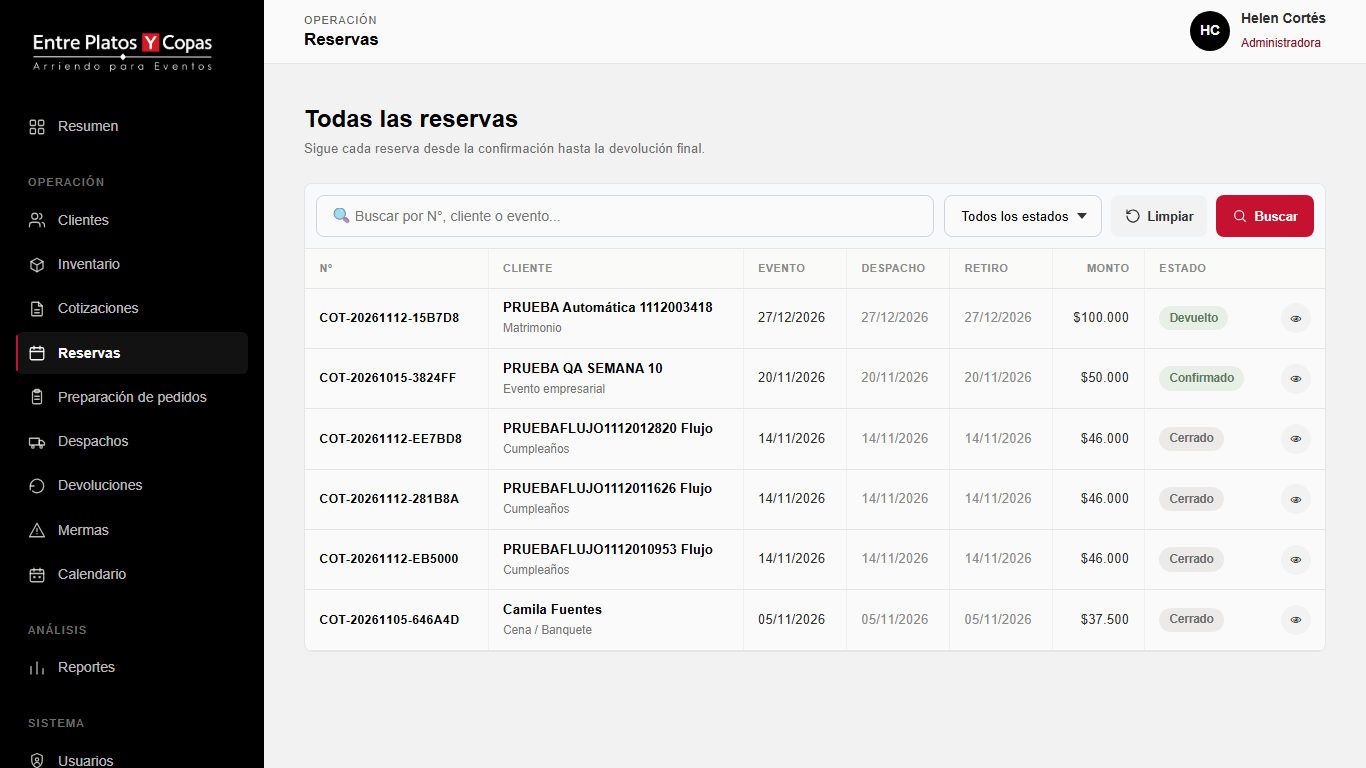 Entre Platos Y Copas
Arriendo para Eventos
Resumen
OPERACIÓN
Clientes
Inventario
Cotizaciones
Reservas
Preparación de pedidos
Despachos
Devoluciones
Mermas
Calendario
ANÁLISIS
Reportes
SISTEMA
Usuarios
OPERACIÓN
Reservas
HC
Helen Cortés
Administradora
Todas las reservas
Sigue cada reserva desde la confirmación hasta la devolución final.
Buscar por N°, cliente o evento...
Todos los estados
Limpiar
Buscar
N° CLIENTE EVENTO DESPACHO RETIRO MONTO ESTADO
COT-20261112-15B7D8 PRUEBA Automática 1112003418 27/12/2026 27/12/2026 27/12/2026 $100.000 Devuelto
Matrimonio
COT-20261015-3824FF PRUEBA QA SEMANA 10 20/11/2026 20/11/2026 20/11/2026 $50.000 Confirmado
Evento empresarial
COT-20261112-EE7BD8 PRUEBAFLUJO1112012820 Flujo 14/11/2026 14/11/2026 14/11/2026 $46.000 Cerrado
Cumpleaños
COT-20261112-281B8A PRUEBAFLUJO1112011626 Flujo 14/11/2026 14/11/2026 14/11/2026 $46.000 Cerrado
Cumpleaños
COT-20261112-EB5000 PRUEBAFLUJO1112010953 Flujo 14/11/2026 14/11/2026 14/11/2026 $46.000 Cerrado
Cumpleaños
COT-20261105-646A4D Camila Fuentes 05/11/2026 05/11/2026 05/11/2026 $37.500 Cerrado
Cena / Banquete